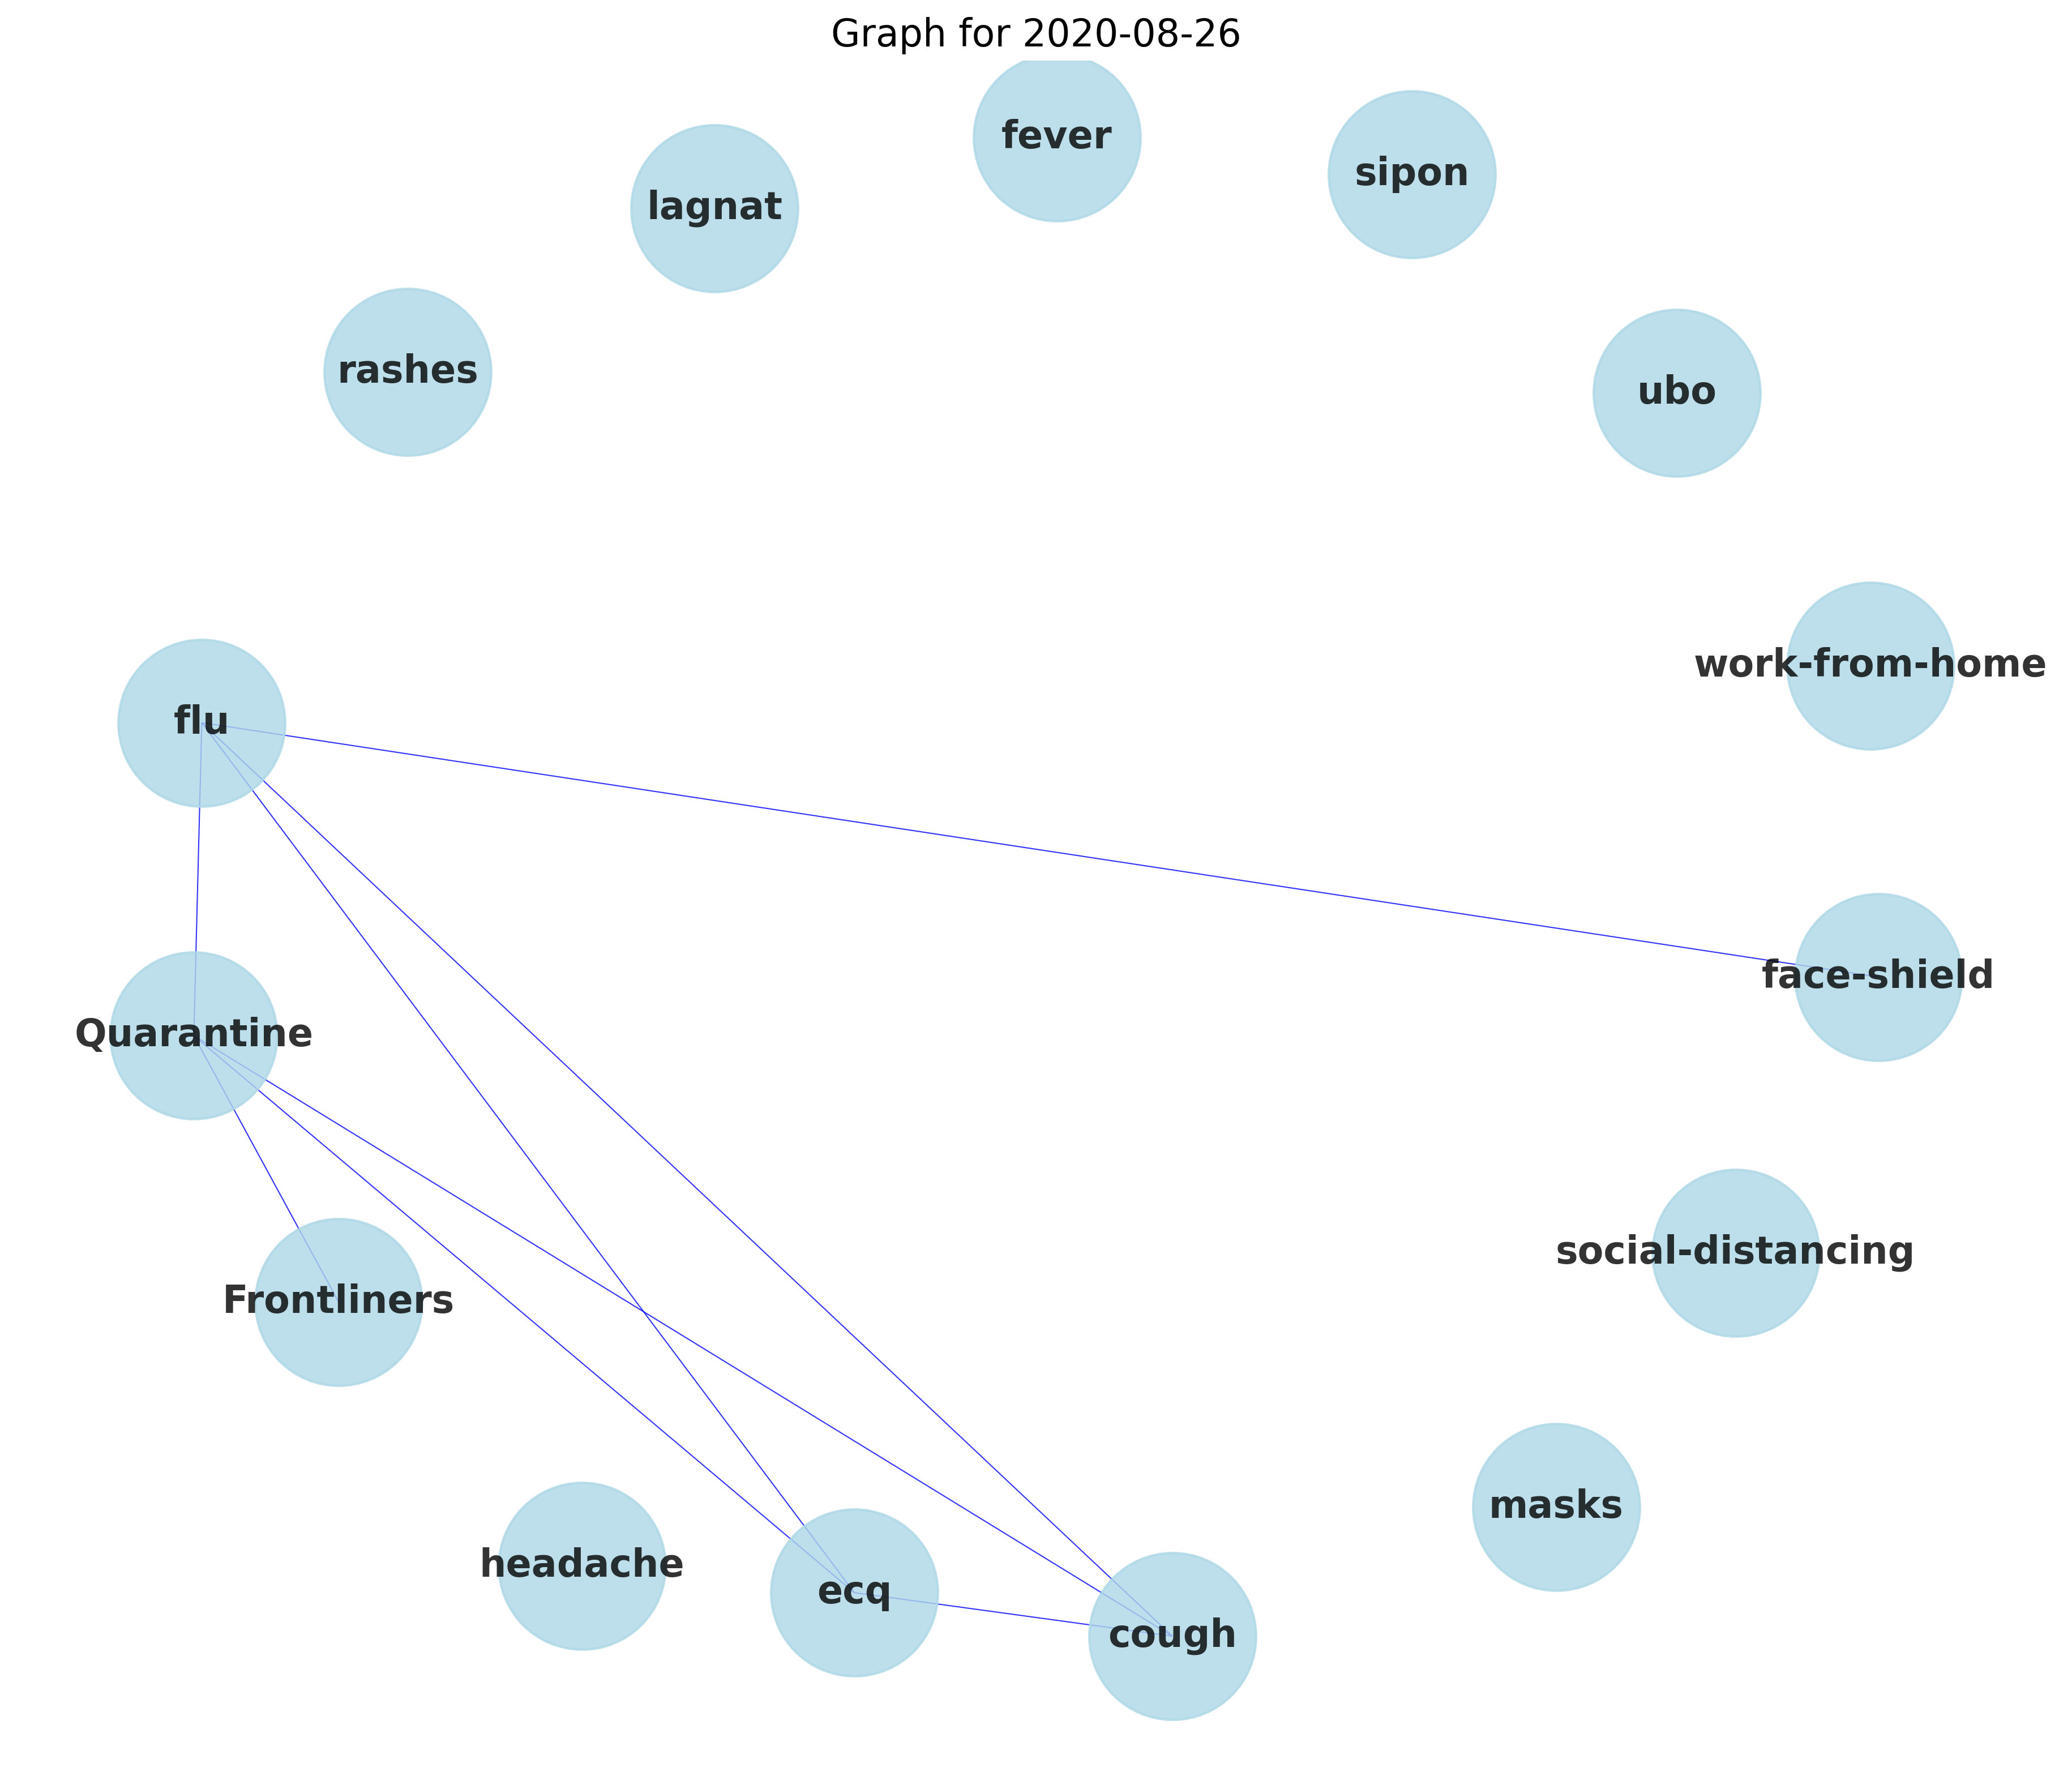 Graph for 2020-08-26
fever
sipon
lagnat
rashes
ubo
work-from-home
flu
face-shield
Quarantine
social-distancing
Frontliners
masks
headache
ecq
cough